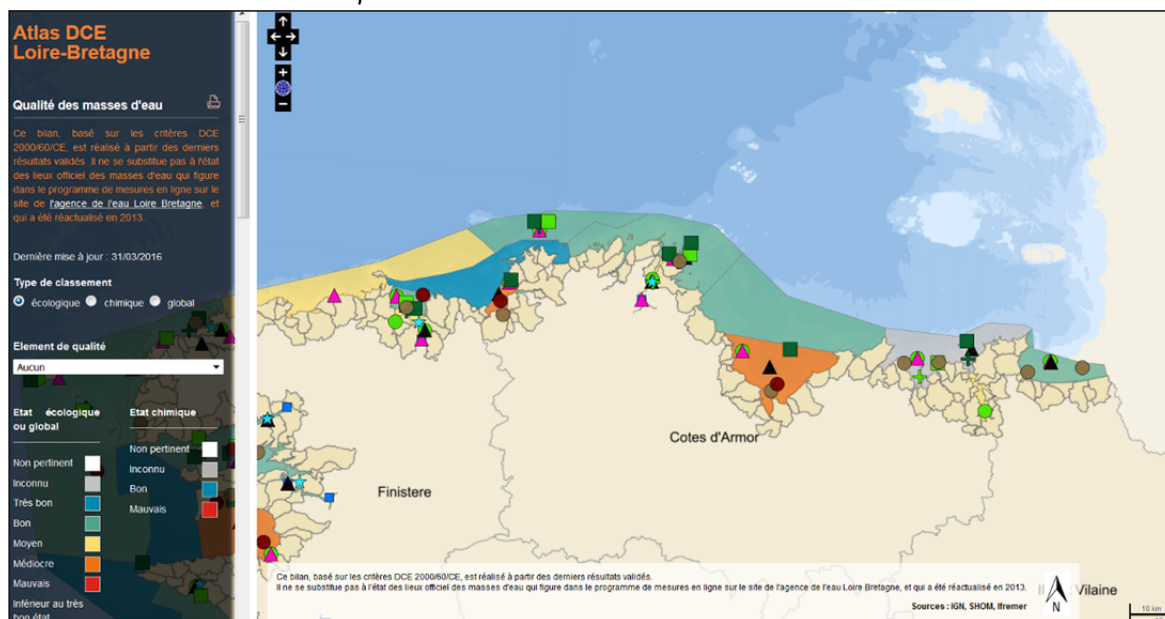 Atlas DCE
Loire-Bretagne
Qualité des masses d'eau
Ce bilan, basé sur les critères DCE
2000/60/CE, est réalisé à partir des derniers
résultats validés. Il ne se substitue pas à l'état
des lieux officiel des masses d'eau qui figure
dans le programme de mesures en ligne sur le
site de l'agence de l'eau Loire Bretagne, et
qui a été réactualisé en 2013.
Dernière mise à jour : 31/03/2016
Type de classement
écologique chimique global
Element de qualité
Aucun
Etat écologique
ou global
Non pertinent
Inconnu
Très bon
Bon
Moyen
Médiocre
Mauvais
Inférieur au très
bon état
Etat chimique
Non pertinent
Inconnu
Bon
Mauvais
Cotes d'Armor
Finistere
Vilaine
Ce bilan, basé sur les critères DCE 2000/60/CE, est réalisé à partir des derniers résultats validés.
Il ne se substitue pas à l'état des lieux officiel des masses d'eau qui figure dans le programme de mesures en ligne sur le site de l'agence de l'eau Loire Bretagne, et qui a été réactualisé en 2013.
Sources : IGN, SHOM, Ifremer
N
10 km